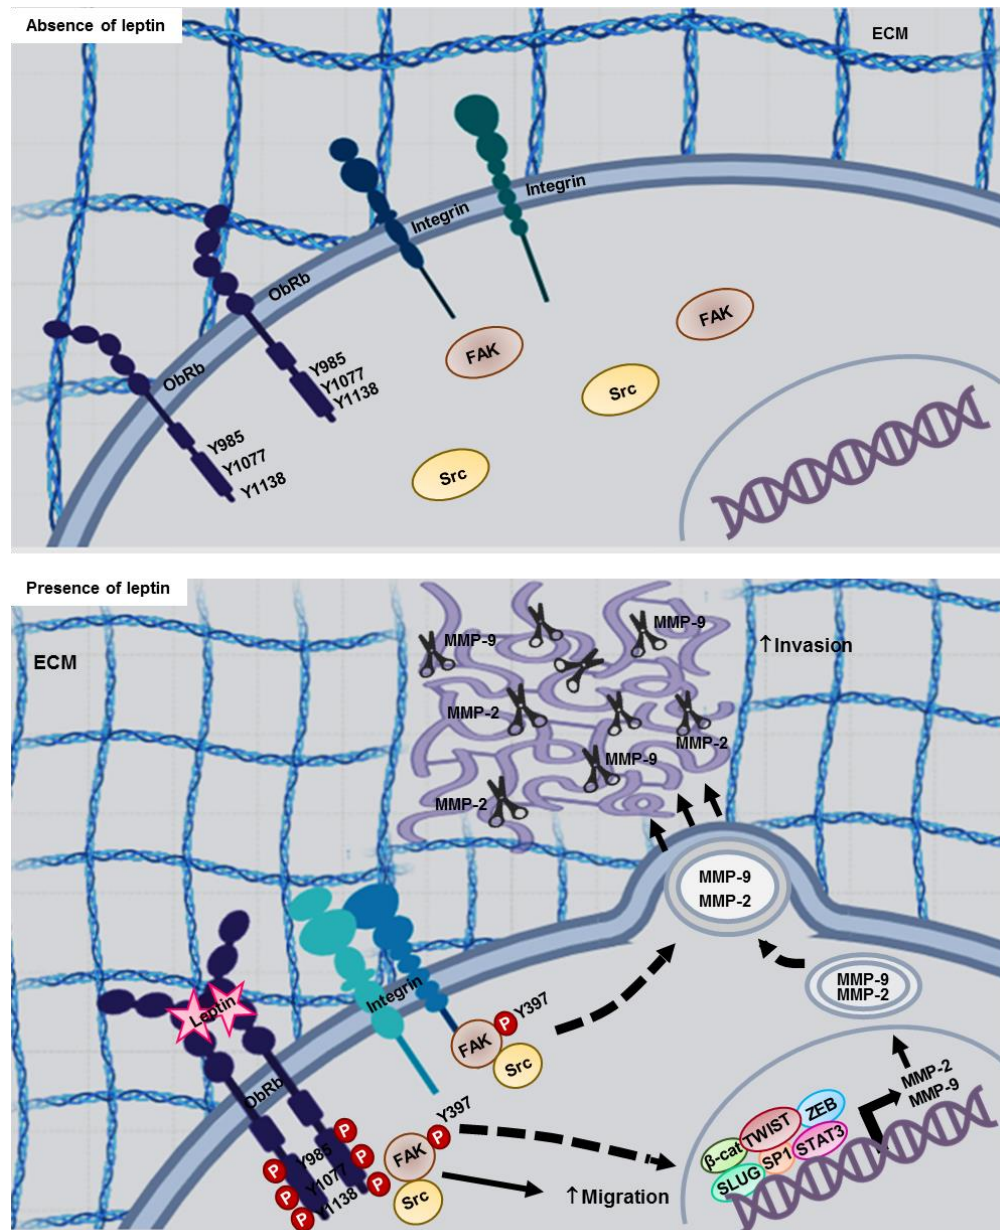 Absence of leptin
ECM
Integrin
Integrin
ObRb
ObRb
FAK
FAK
Src
Src
Y985
Y1077
Y1138
Y985
Y1077
Y1138
Presence of leptin
ECM
MMP-9
MMP-9
↑Invasion
MMP-2
MMP-2
MMP-9
MMP-2
MMP-9
MMP-2
MMP-9
MMP-2
Leptin
Integrin
ObRb
P
Y397
FAK
Src
Y397
P
FAK
Src
↑Migration
P
P
P
P
P
P
Y985
Y1077
Y1138
MMP-2
MMP-9
β-cat
TWIST
ZEB
SLUG
SP1
STAT3